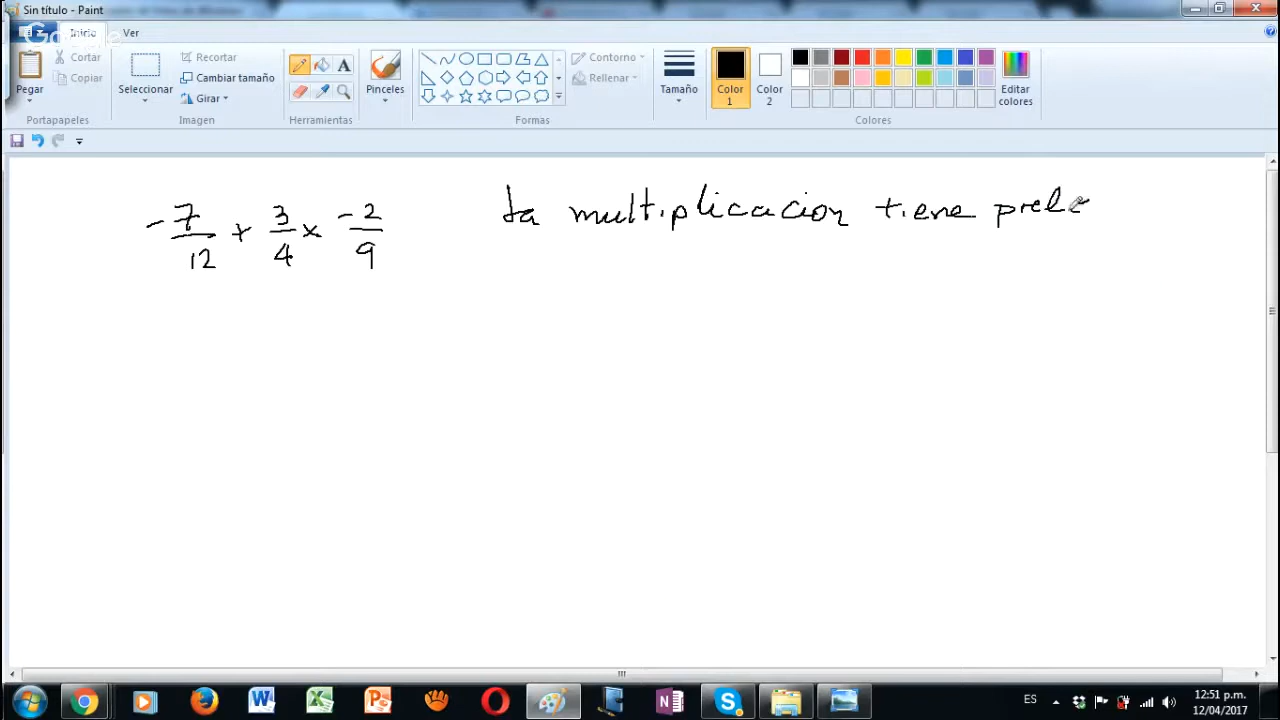 Sin título - Paint
Google
Inicio
Ver
Pegar
Cortar
Copiar
Portapapeles
Seleccionar
Recortar
Cambiar tamaño
Girar
Imagen
A
Herramientas
Pinceles
Contorno
Rellenar
Formas
Tamaño
Color 1
Color 2
Editar colores
Colores
-7/12 + 3/4 x -2/9
La multiplicacion tiene prele
ES
12:51 p.m.
12/04/2017